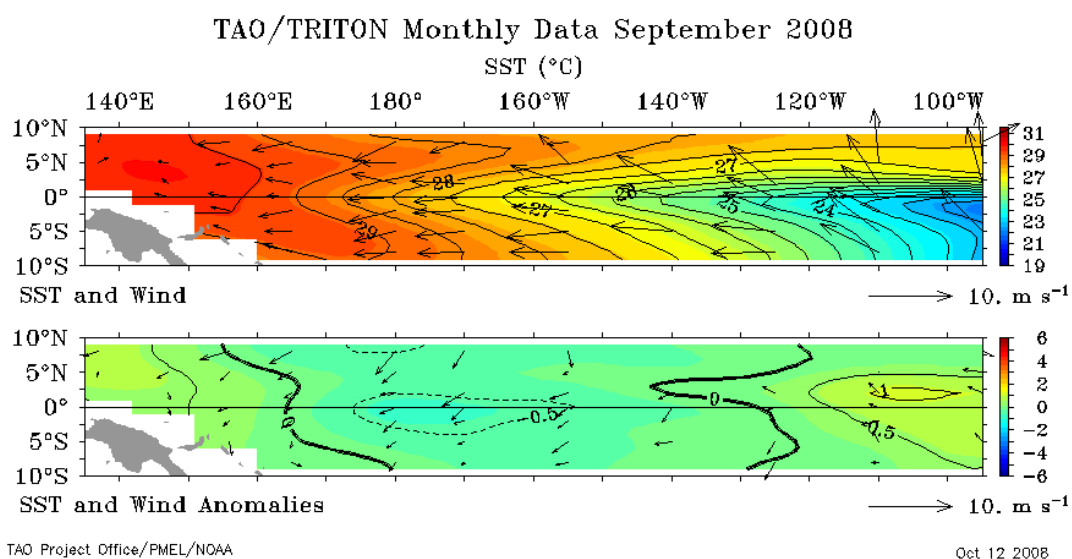 TAO/TRITON Monthly Data September 2008
SST (°C)
140°E 160°E 180° 160°W 140°W 120°W 100°W
10°N
5°N
0°
5°S
10°S
28
27
26
25
24
27
29
31
29
27
25
23
21
19
SST and Wind
10. m s⁻¹
10°N
5°N
0°
5°S
10°S
0
0.5
0
1
0.5
6
4
2
0
−2
−4
−6
SST and Wind Anomalies
10. m s⁻¹
TAO Project Office/PMEL/NOAA
Oct 12 2008